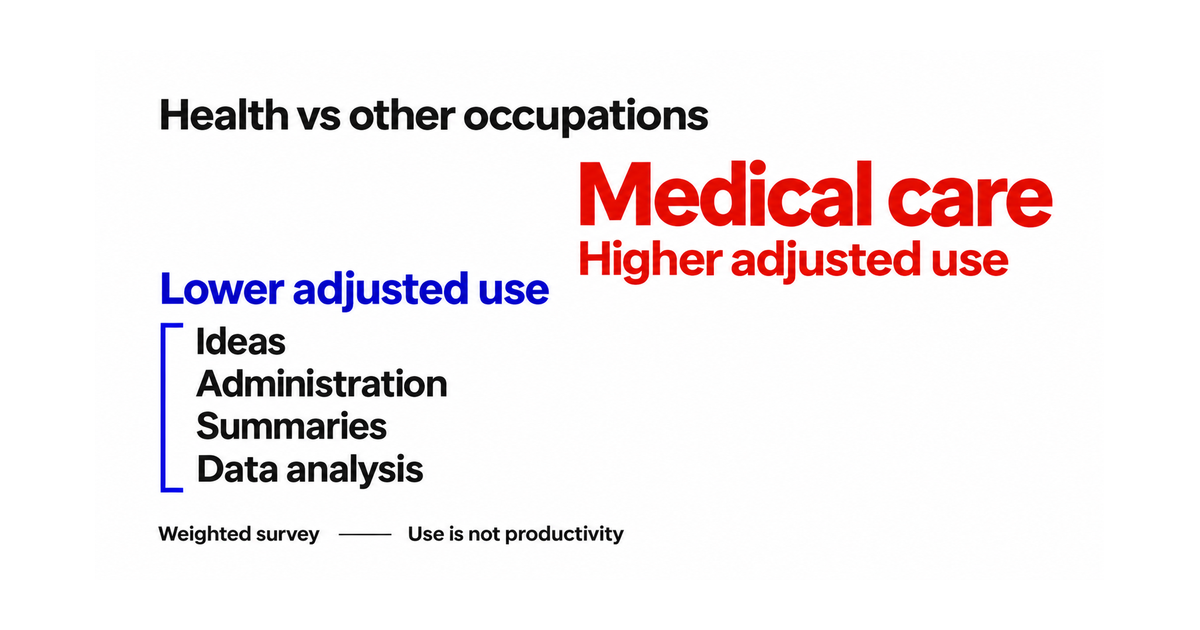 Health vs other occupations
Medical care
Higher adjusted use
Lower adjusted use
Ideas
Administration
Summaries
Data analysis
Weighted survey — Use is not productivity